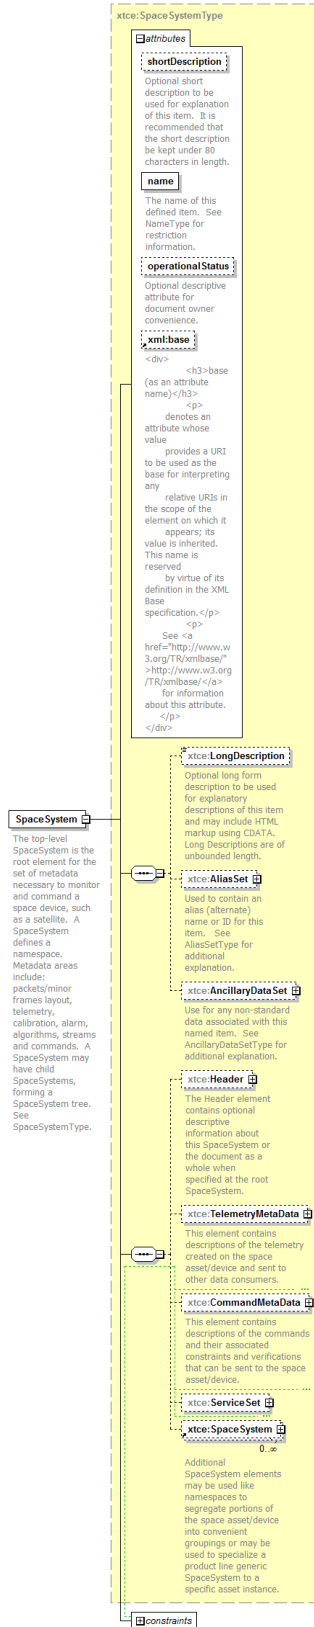 xtce:SpaceSystemType
attributes
shortDescription
Optional short
description to be
used for explanation
of this item.  It is
recommended that
the short description
be kept under 80
characters in length.
name
The name of this
defined item.  See
NameType for
restriction
information.
operationalStatus
Optional descriptive
attribute for
document owner
convenience.
xml:base
<div>
<h3>base
(as an attribute
name)</h3>
<p>
denotes an
attribute whose
value
provides a URI
to be used as the
base for interpreting
any
relative URIs in
the scope of the
element on which it
appears; its
value is inherited.
This name is
reserved
by virtue of its
definition in the XML
Base
specification.</p>
<p>
See <a
href="http://www.w
3.org/TR/xmlbase/"
>http://www.w3.org
/TR/xmlbase/</a>
for information
about this attribute.
</p>
</div>
SpaceSystem
The top-level
SpaceSystem is the
root element for the
set of metadata
necessary to monitor
and command a
space device, such
as a satellite.  A
SpaceSystem
defines a
namespace.
Metadata areas
include:
packets/minor
frames layout,
telemetry,
calibration, alarm,
algorithms, streams
and commands.  A
SpaceSystem may
have child
SpaceSystems,
forming a
SpaceSystem tree.
See
SpaceSystemType.
xtce:LongDescription
Optional long form
description to be used
for explanatory
descriptions of this item
and may include HTML
markup using CDATA.
Long Descriptions are of
unbounded length.
xtce:AliasSet
Used to contain an
alias (alternate)
name or ID for this
item.  See
AliasSetType for
additional
explanation.
xtce:AncillaryDataSet
Use for any non-standard
data associated with this
named item.  See
AncillaryDataSetType for
additional explanation.
xtce:Header
The Header element
contains optional
descriptive
information about
this SpaceSystem or
the document as a
whole when
specified at the root
SpaceSystem.
xtce:TelemetryMetaData
This element contains
descriptions of the telemetry
created on the space
asset/device and sent to
other data consumers.
...
xtce:CommandMetaData
This element contains
descriptions of the commands
and their associated
constraints and verifications
that can be sent to the space
asset/device.
...
xtce:ServiceSet
...
xtce:SpaceSystem
0..∞
Additional
SpaceSystem elements
may be used like
namespaces to
segregate portions of
the space asset/device
into convenient
groupings or may be
used to specialize a
product line generic
SpaceSystem to a
specific asset instance.
constraints